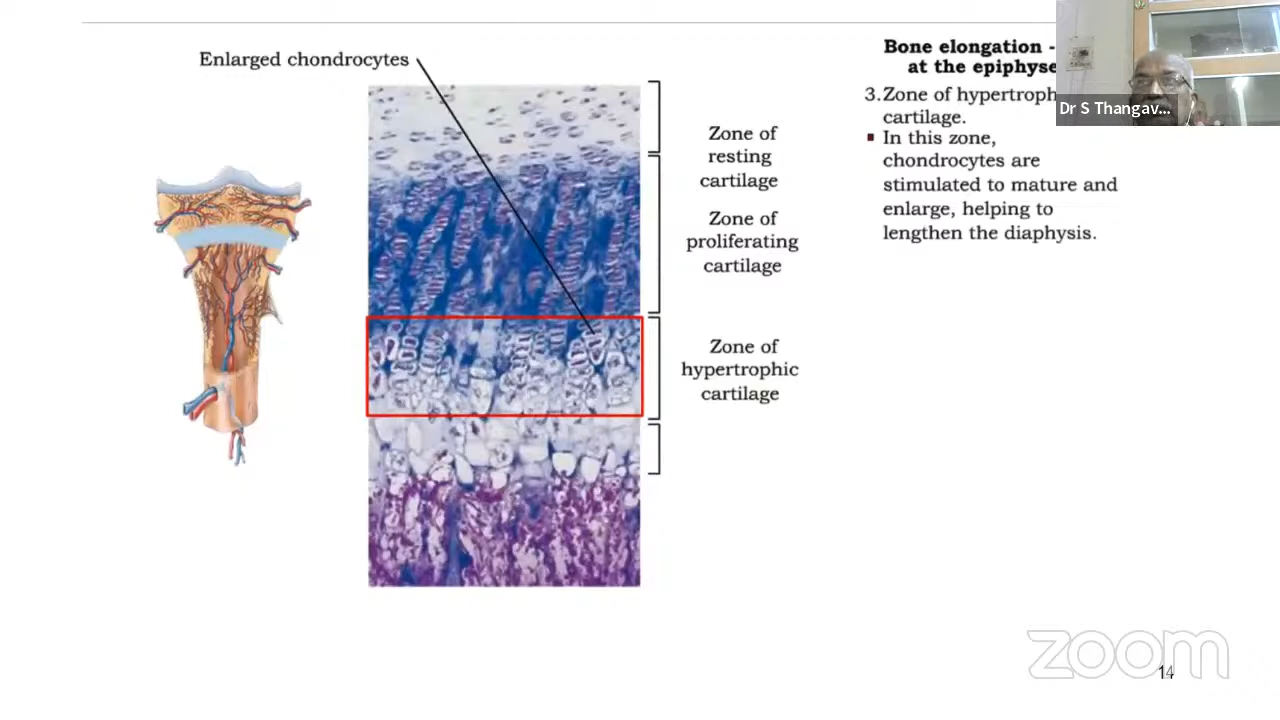 Enlarged chondrocytes
Zone of
resting
cartilage
Zone of
proliferating
cartilage
Zone of
hypertrophic
cartilage
Bone elongation -
at the epiphyse
3.Zone of hypertroph
cartilage.
▪ In this zone,
chondrocytes are
stimulated to mature and
enlarge, helping to
lengthen the diaphysis.
Dr S Thangav...
zoom
14